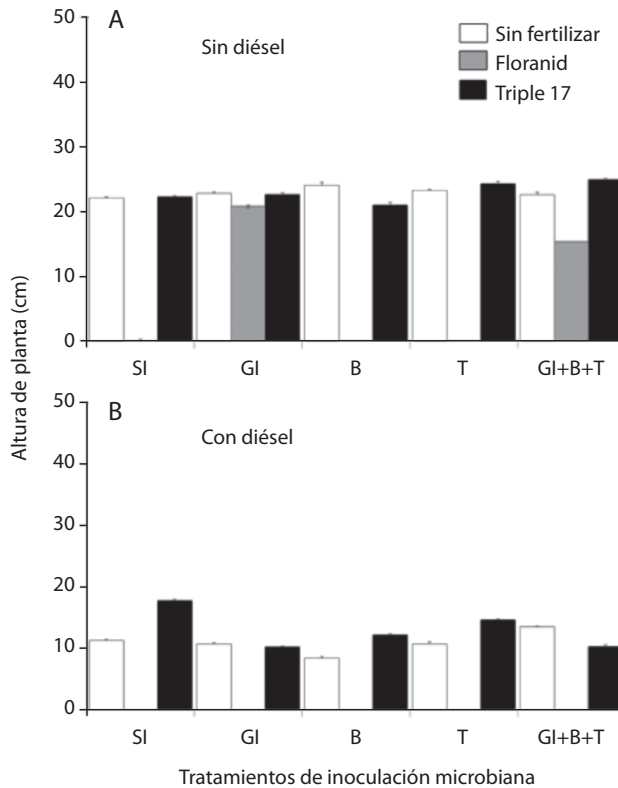 A
Sin diésel
Sin fertilizar
Floranid
Triple 17
50
40
30
20
10
0
SI GI B T GI+B+T
Altura de planta (cm)
B
Con diésel
50
40
30
20
10
0
SI GI B T GI+B+T
Tratamientos de inoculación microbiana